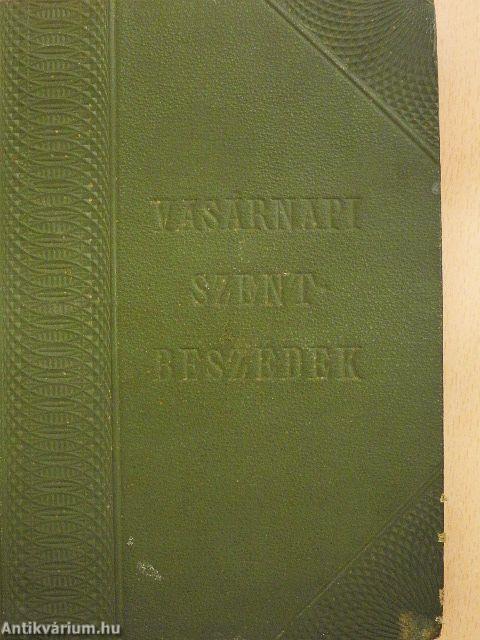 VASÁRNAPI
SZENT-
BESZÉDEK
Antikvárium.hu